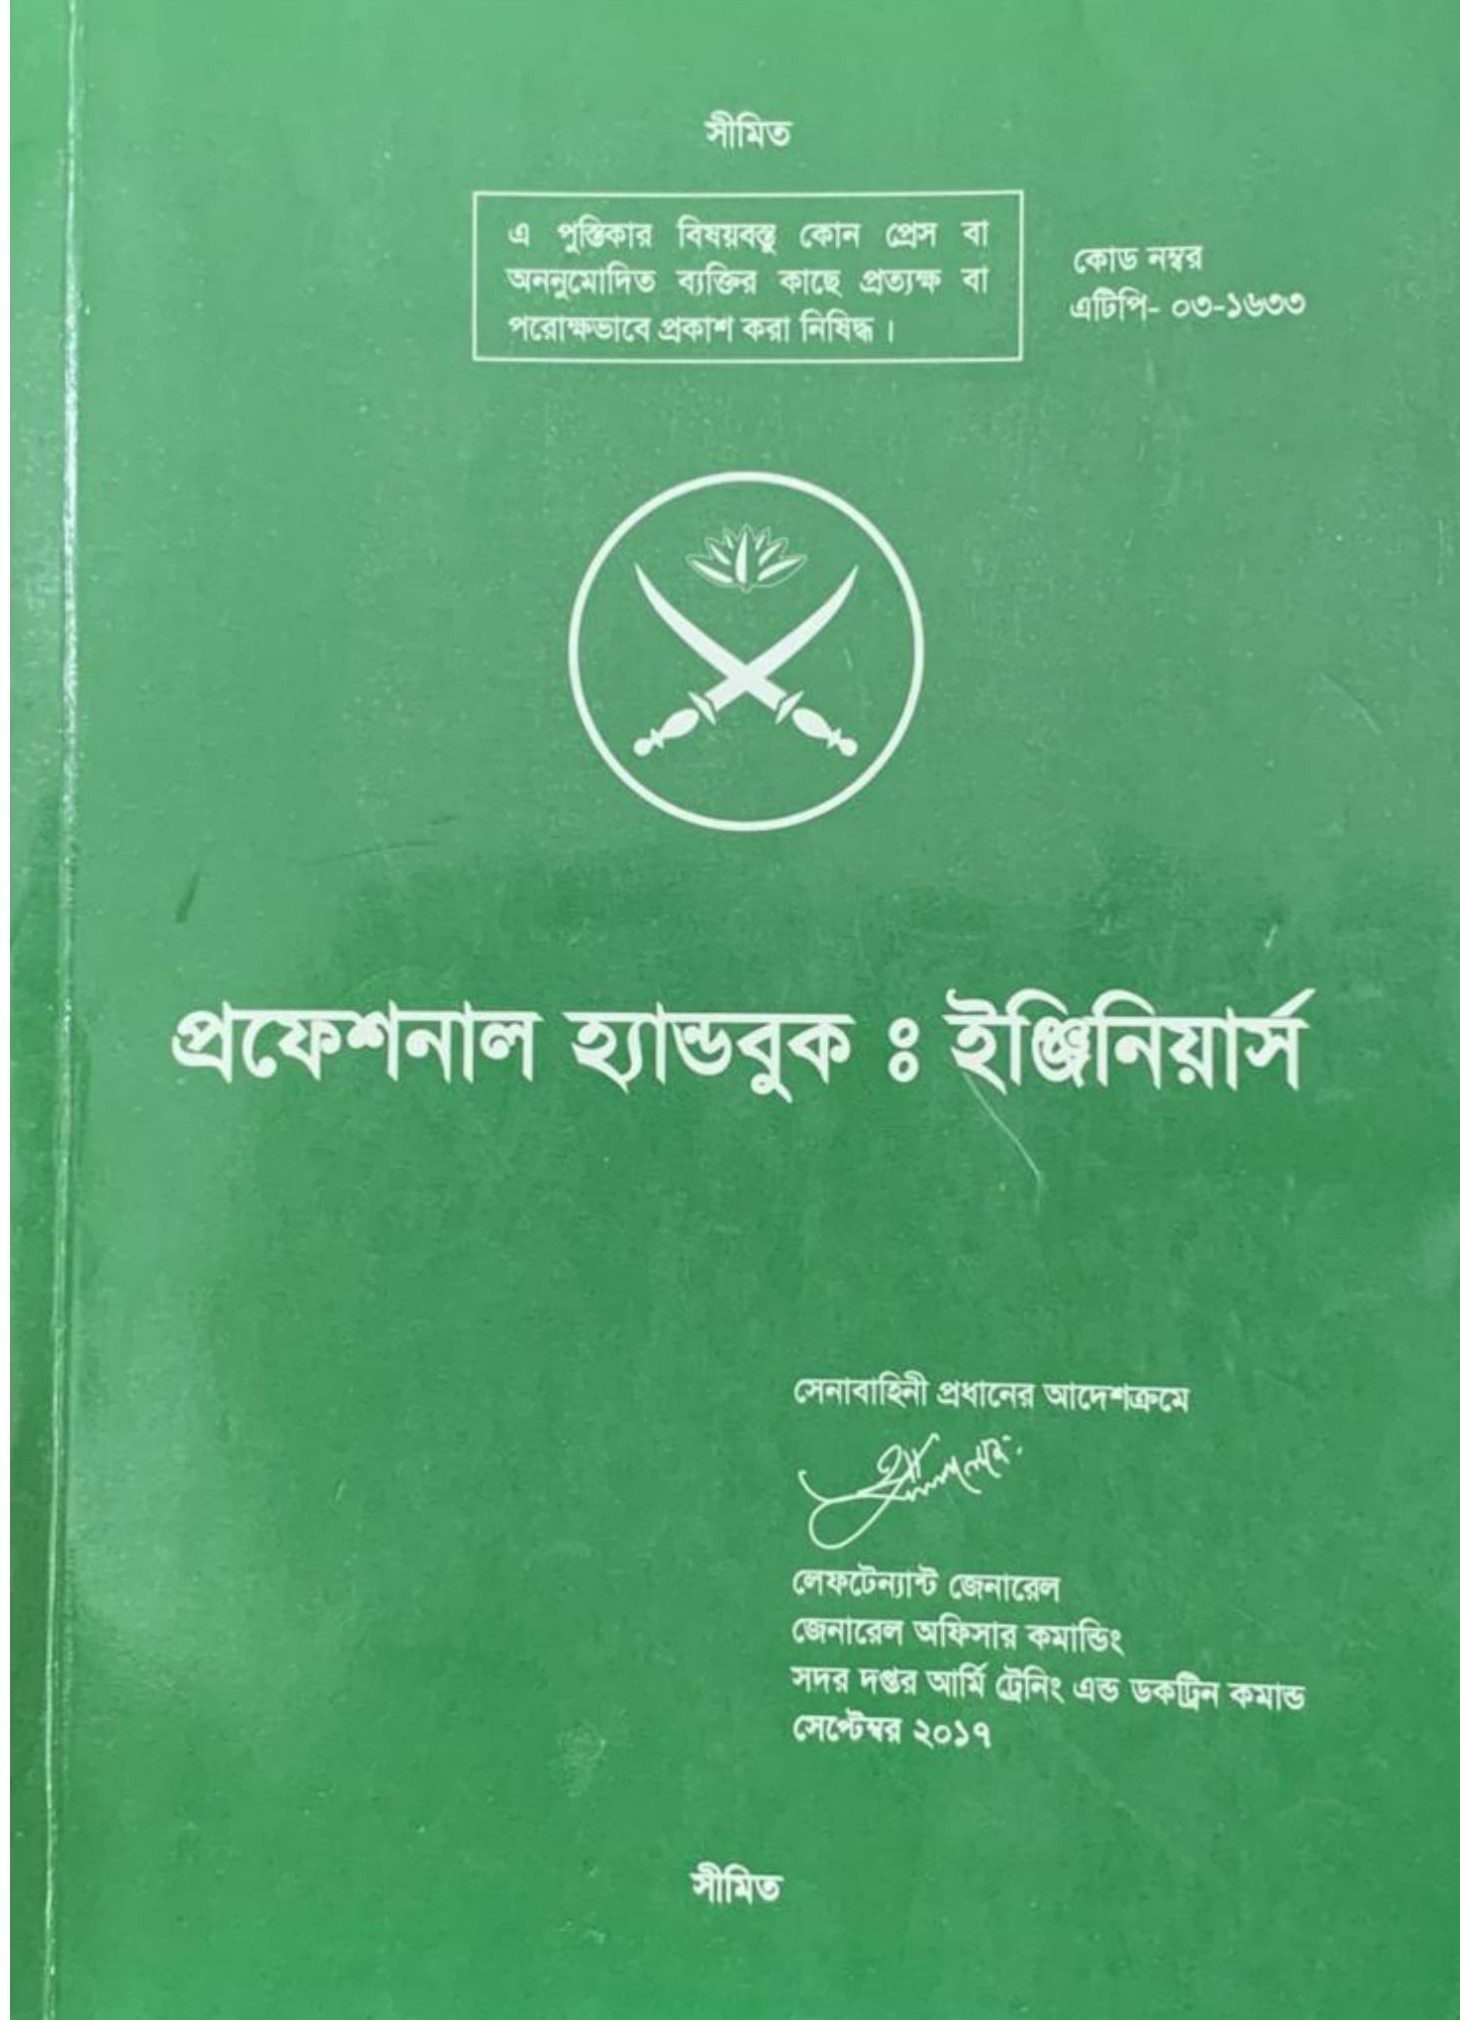 সীমিত
এ পুস্তিকার বিষয়বস্তু কোন প্রেস বা
অননুমোদিত ব্যক্তির কাছে প্রত্যক্ষ বা
পরোক্ষভাবে প্রকাশ করা নিষিদ্ধ ।
কোড নম্বর
এটিপি- ০৩-১৬৩৩
প্রফেশনাল হ্যান্ডবুক ঃ ইঞ্জিনিয়ার্স
সেনাবাহিনী প্রধানের আদেশক্রমে
লেফটেন্যান্ট জেনারেল
জেনারেল অফিসার কমান্ডিং
সদর দপ্তর আর্মি ট্রেনিং এন্ড ডকট্রিন কমান্ড
সেপ্টেম্বর ২০১৭
সীমিত